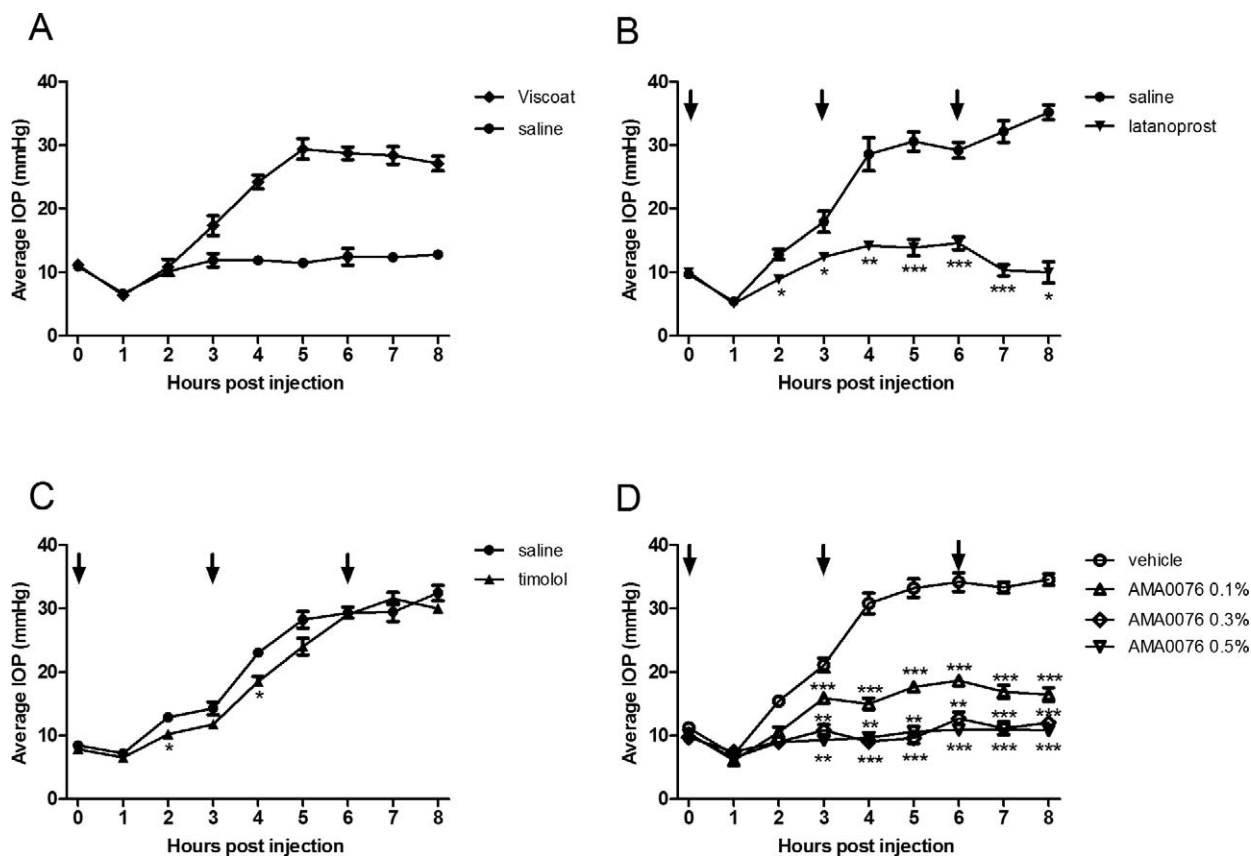 A
Viscoat
saline
Average IOP (mmHg)
40
30
20
10
0
0 1 2 3 4 5 6 7 8
Hours post injection
B
saline
latanoprost
Average IOP (mmHg)
40
30
20
10
0
* * ** *** *** *** *
0 1 2 3 4 5 6 7 8
Hours post injection
C
saline
timolol
Average IOP (mmHg)
40
30
20
10
0
* *
0 1 2 3 4 5 6 7 8
Hours post injection
D
vehicle
AMA0076 0.1%
AMA0076 0.3%
AMA0076 0.5%
Average IOP (mmHg)
40
30
20
10
0
*** *** *** *** *** ***
** ** ** ** *** ***
** *** *** *** *** ***
0 1 2 3 4 5 6 7 8
Hours post injection